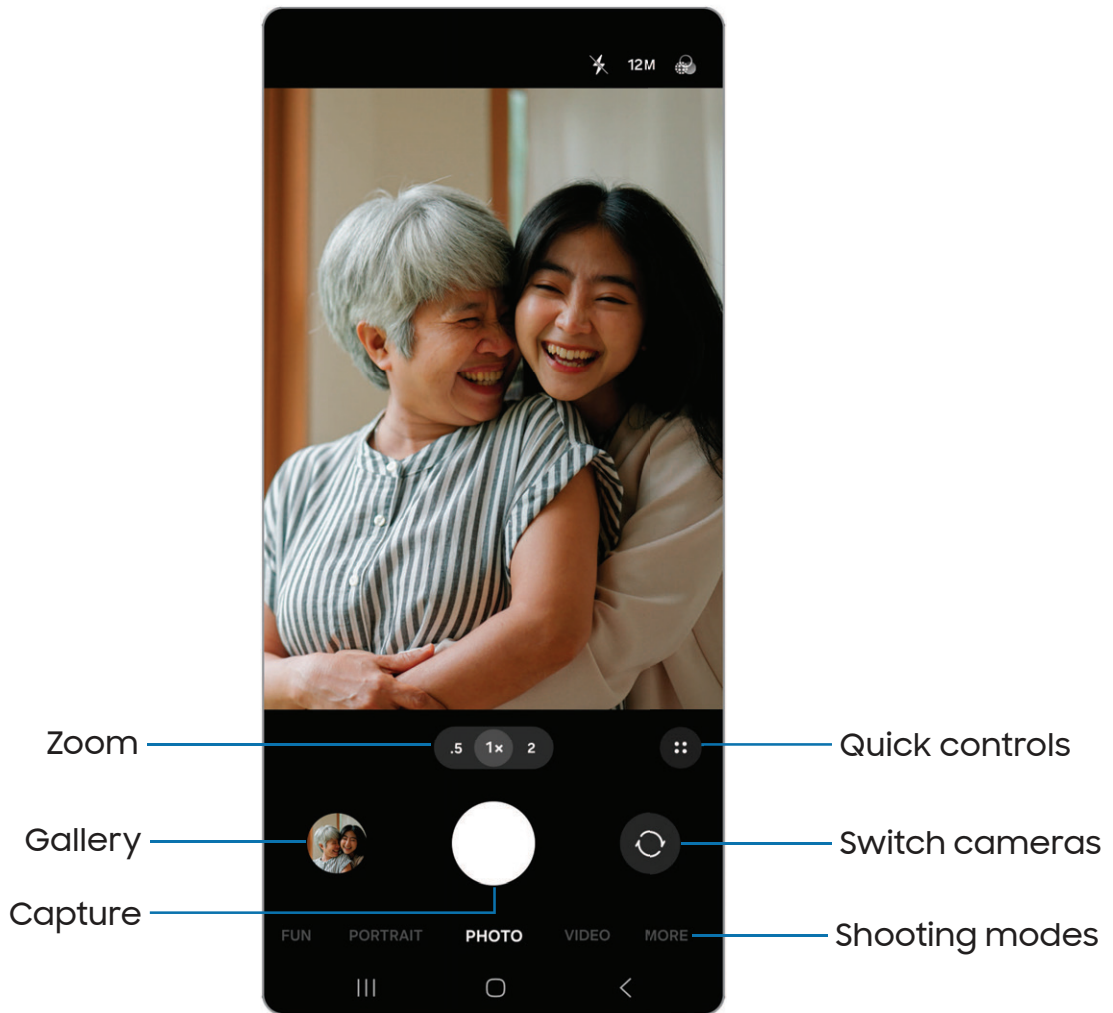 12M
Zoom
.5 1× 2
Quick controls
Gallery
Switch cameras
Capture
FUN PORTRAIT PHOTO VIDEO MORE
Shooting modes